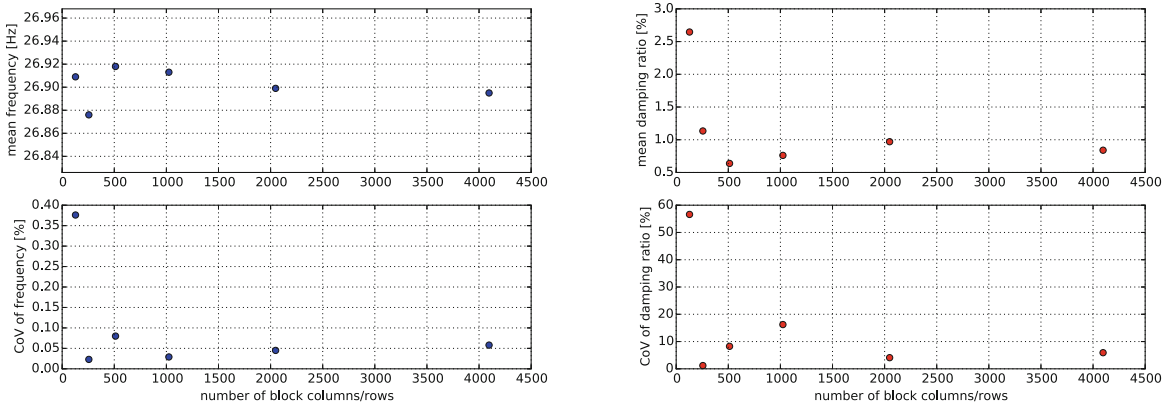 mean frequency [Hz]
26.96
26.94
26.92
26.90
26.88
26.86
26.84
0 500 1000 1500 2000 2500 3000 3500 4000 4500
CoV of frequency [%]
0.40
0.35
0.30
0.25
0.20
0.15
0.10
0.05
0.00
0 500 1000 1500 2000 2500 3000 3500 4000 4500
number of block columns/rows
mean damping ratio [%]
3.0
2.5
2.0
1.5
1.0
0.5
0 500 1000 1500 2000 2500 3000 3500 4000 4500
CoV of damping ratio [%]
60
50
40
30
20
10
0
0 500 1000 1500 2000 2500 3000 3500 4000 4500
number of block columns/rows